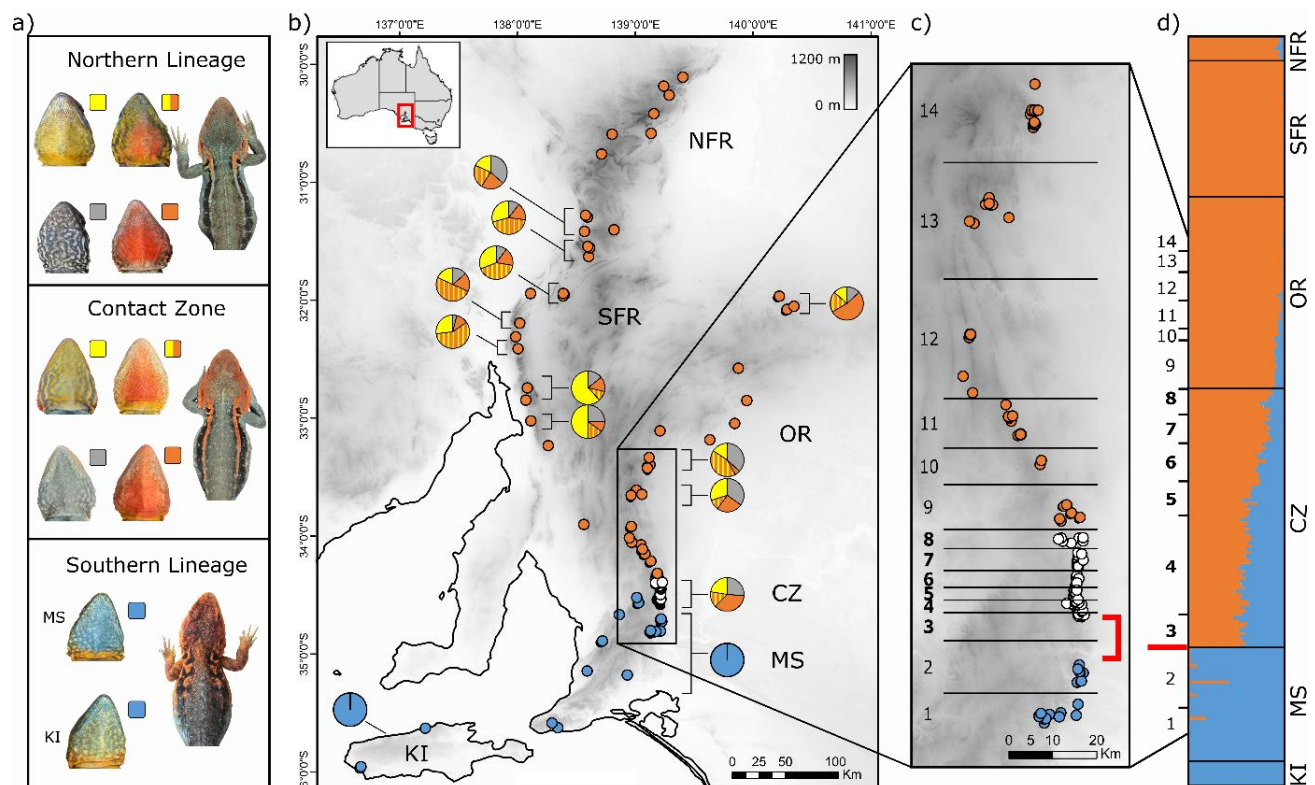 a)
Northern Lineage
Contact Zone
Southern Lineage
MS
KI
b)
137°0'0"E 138°0'0"E 139°0'0"E 140°0'0"E 141°0'0"E
30°0'0"S
31°0'0"S
32°0'0"S
33°0'0"S
34°0'0"S
35°0'0"S
1200 m
0 m
NFR
SFR
OR
CZ
MS
KI
0 25 50 100
Km
c)
14
13
12
11
10
9
8
7
6
5
4
3
2
1
0 5 10 20
Km
d)
14
13
12
11
10
9
8
7
6
5
4
3
2
1
NFR
SFR
OR
CZ
MS
KI